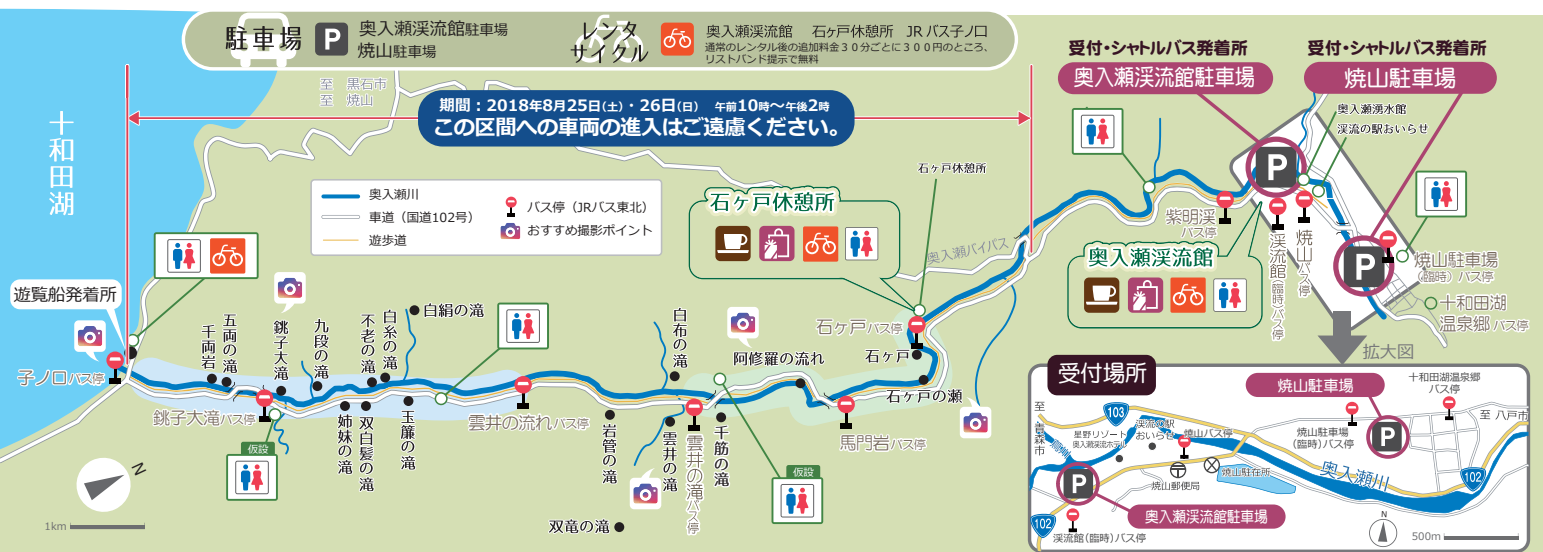 駐車場
P
奥入瀬渓流館駐車場
焼山駐車場
レンタ
サイクル
奥入瀬渓流館　石ヶ戸休憩所　JRバス子ノ口
通常のレンタル後の追加料金３０分ごとに３００円のところ、
リストバンド提示で無料
受付・シャトルバス発着所
奥入瀬渓流館駐車場
受付・シャトルバス発着所
焼山駐車場
至　黒石市
至　焼山
期間：2018年8月25日(土)・26日(日)　午前10時〜午後2時
この区間への車両の進入はご遠慮ください。
十和田湖
奥入瀬湧水館
渓流の駅おいらせ
奥入瀬川
車道（国道102号）
遊歩道
バス停（JRバス東北）
おすすめ撮影ポイント
石ヶ戸休憩所
石ヶ戸休憩所
奥入瀬バイパス
紫明渓
バス停
P
渓流館(臨時)バス停
焼山バス停
P
焼山駐車場
(臨時) バス停
十和田湖
温泉郷バス停
奥入瀬渓流館
遊覧船発着所
子ノ口バス停
千両岩
五両の滝
銚子大滝
九段の滝
不老の滝
白糸の滝
白絹の滝
銚子大滝バス停
姉妹の滝
双白髪の滝
玉簾の滝
雲井の流れバス停
岩菅の滝
白布の滝
雲井の滝
雲井の滝バス停
千筋の滝
双竜の滝
阿修羅の流れ
馬門岩バス停
石ヶ戸バス停
石ヶ戸
石ヶ戸の瀬
仮設
仮設
N
1km
拡大図
受付場所
焼山駐車場
十和田湖温泉郷
バス停
至 八戸市
至 青森市
103
星野リゾート
奥入瀬渓流ホテル
渓流の駅
おいらせ
焼山バス停
焼山駐車場
(臨時)バス停
P
焼山郵便局
焼山駐在所
奥入瀬川
102
P
奥入瀬渓流館駐車場
102
渓流館(臨時)バス停
N
500m